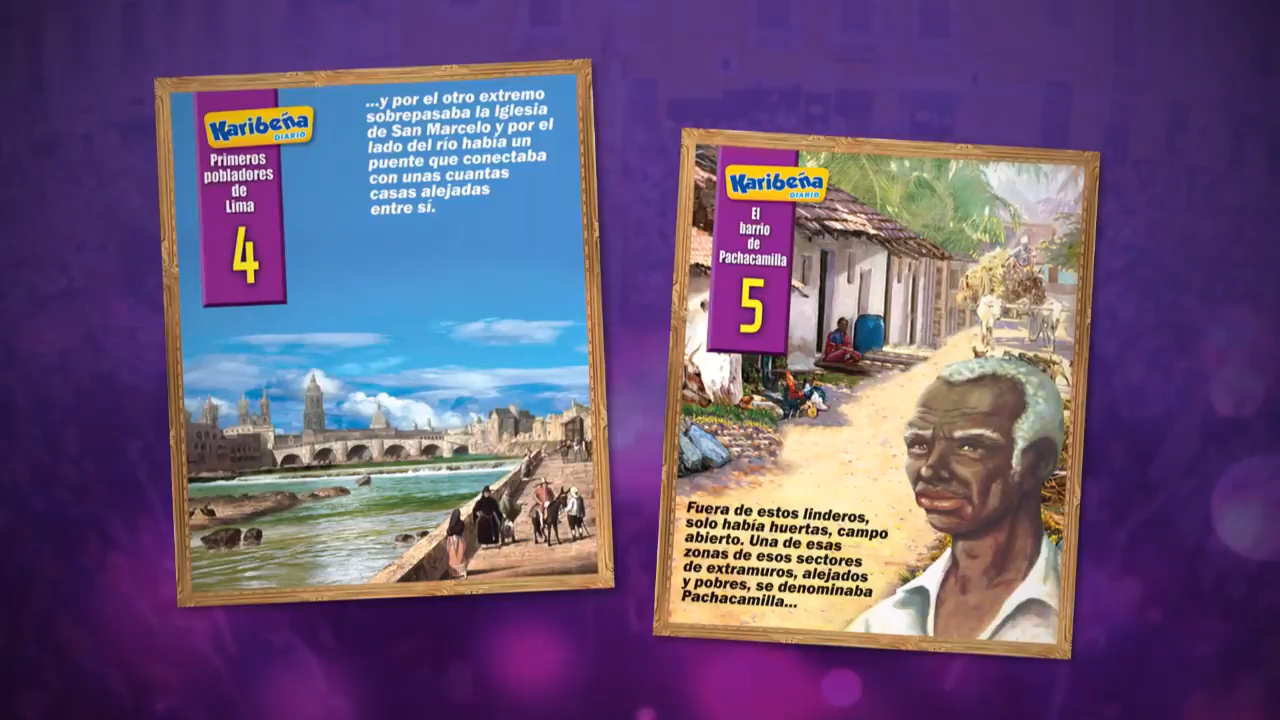 Karibeña
DIARIO
Primeros
pobladores
de
Lima
4
...y por el otro extremo
sobrepasaba la Iglesia
de San Marcelo y por el
lado del río había un
puente que conectaba
con unas cuantas
casas alejadas
entre sí.
Karibeña
DIARIO
El
barrio
de
Pachacamilla
5
Fuera de estos linderos,
solo había huertas, campo
abierto. Una de esas
zonas de esos sectores
de extramuros, alejados
y pobres, se denominaba
Pachacamilla...